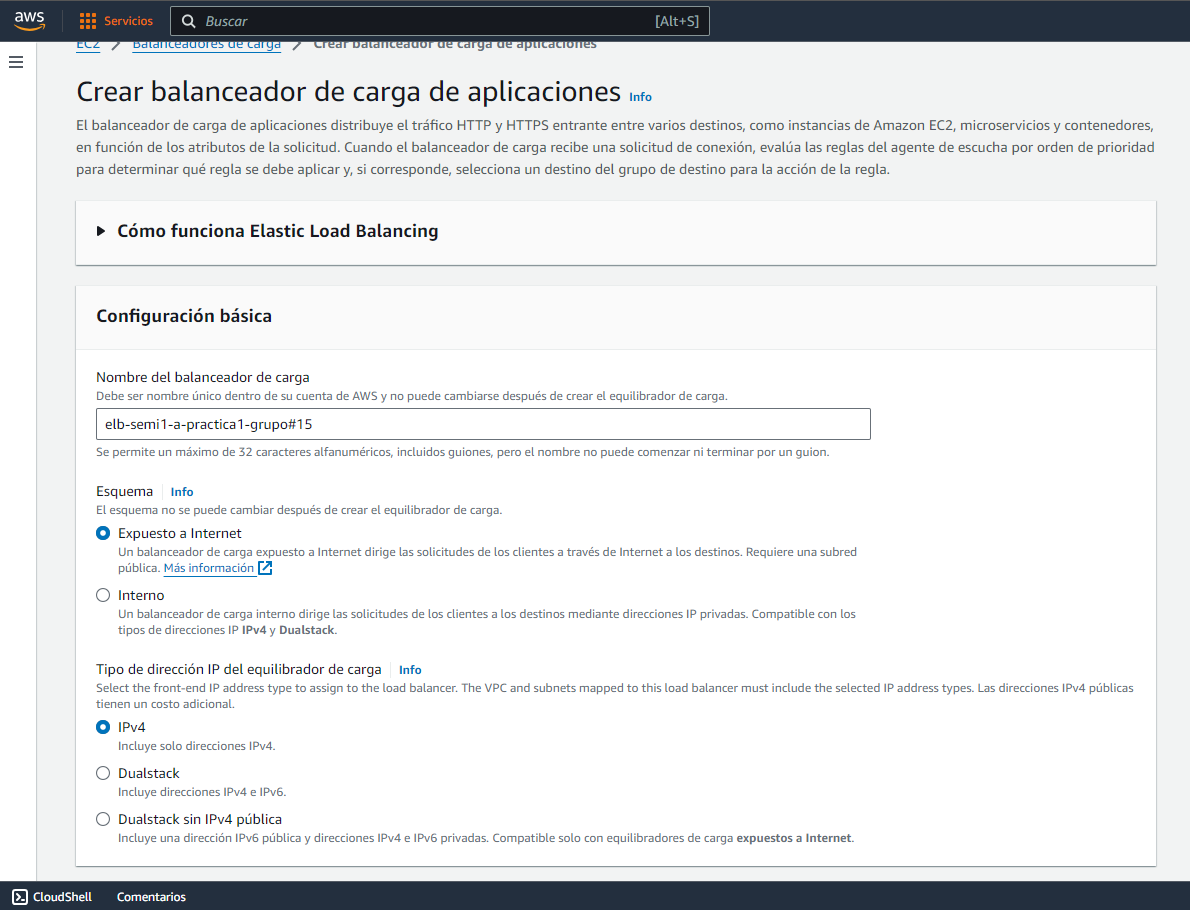 aws
Servicios
Buscar
[Alt+S]
EC2 > Balanceadores de carga > Crear balanceador de carga de aplicaciones
Crear balanceador de carga de aplicaciones Info
El balanceador de carga de aplicaciones distribuye el tráfico HTTP y HTTPS entrante entre varios destinos, como instancias de Amazon EC2, microservicios y contenedores,
en función de los atributos de la solicitud. Cuando el balanceador de carga recibe una solicitud de conexión, evalúa las reglas del agente de escucha por orden de prioridad
para determinar qué regla se debe aplicar y, si corresponde, selecciona un destino del grupo de destino para la acción de la regla.
Cómo funciona Elastic Load Balancing
Configuración básica
Nombre del balanceador de carga
Debe ser nombre único dentro de su cuenta de AWS y no puede cambiarse después de crear el equilibrador de carga.
elb-semi1-a-practica1-grupo#15
Se permite un máximo de 32 caracteres alfanuméricos, incluidos guiones, pero el nombre no puede comenzar ni terminar por un guion.
Esquema Info
El esquema no se puede cambiar después de crear el equilibrador de carga.
Expuesto a Internet
Un balanceador de carga expuesto a Internet dirige las solicitudes de los clientes a través de Internet a los destinos. Requiere una subred
pública. Más información
Interno
Un balanceador de carga interno dirige las solicitudes de los clientes a los destinos mediante direcciones IP privadas. Compatible con los
tipos de direcciones IP IPv4 y Dualstack.
Tipo de dirección IP del equilibrador de carga Info
Select the front-end IP address type to assign to the load balancer. The VPC and subnets mapped to this load balancer must include the selected IP address types. Las direcciones IPv4 públicas
tienen un costo adicional.
IPv4
Incluye solo direcciones IPv4.
Dualstack
Incluye direcciones IPv4 e IPv6.
Dualstack sin IPv4 pública
Incluye una dirección IPv6 pública y direcciones IPv4 e IPv6 privadas. Compatible solo con equilibradores de carga expuestos a Internet.
CloudShell
Comentarios